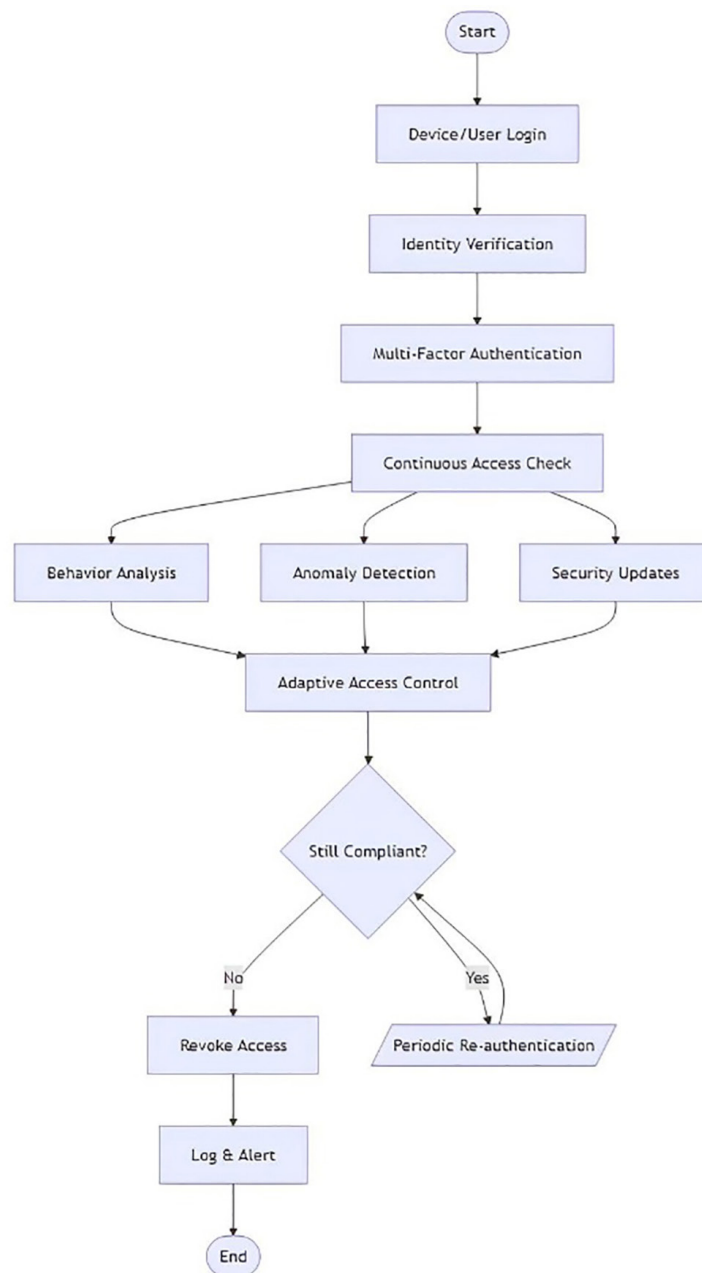 Start
Device/User Login
Identity Verification
Multi-Factor Authentication
Continuous Access Check
Behavior Analysis
Anomaly Detection
Security Updates
Adaptive Access Control
Still Compliant?
No
Yes
Revoke Access
Periodic Re-authentication
Log & Alert
End